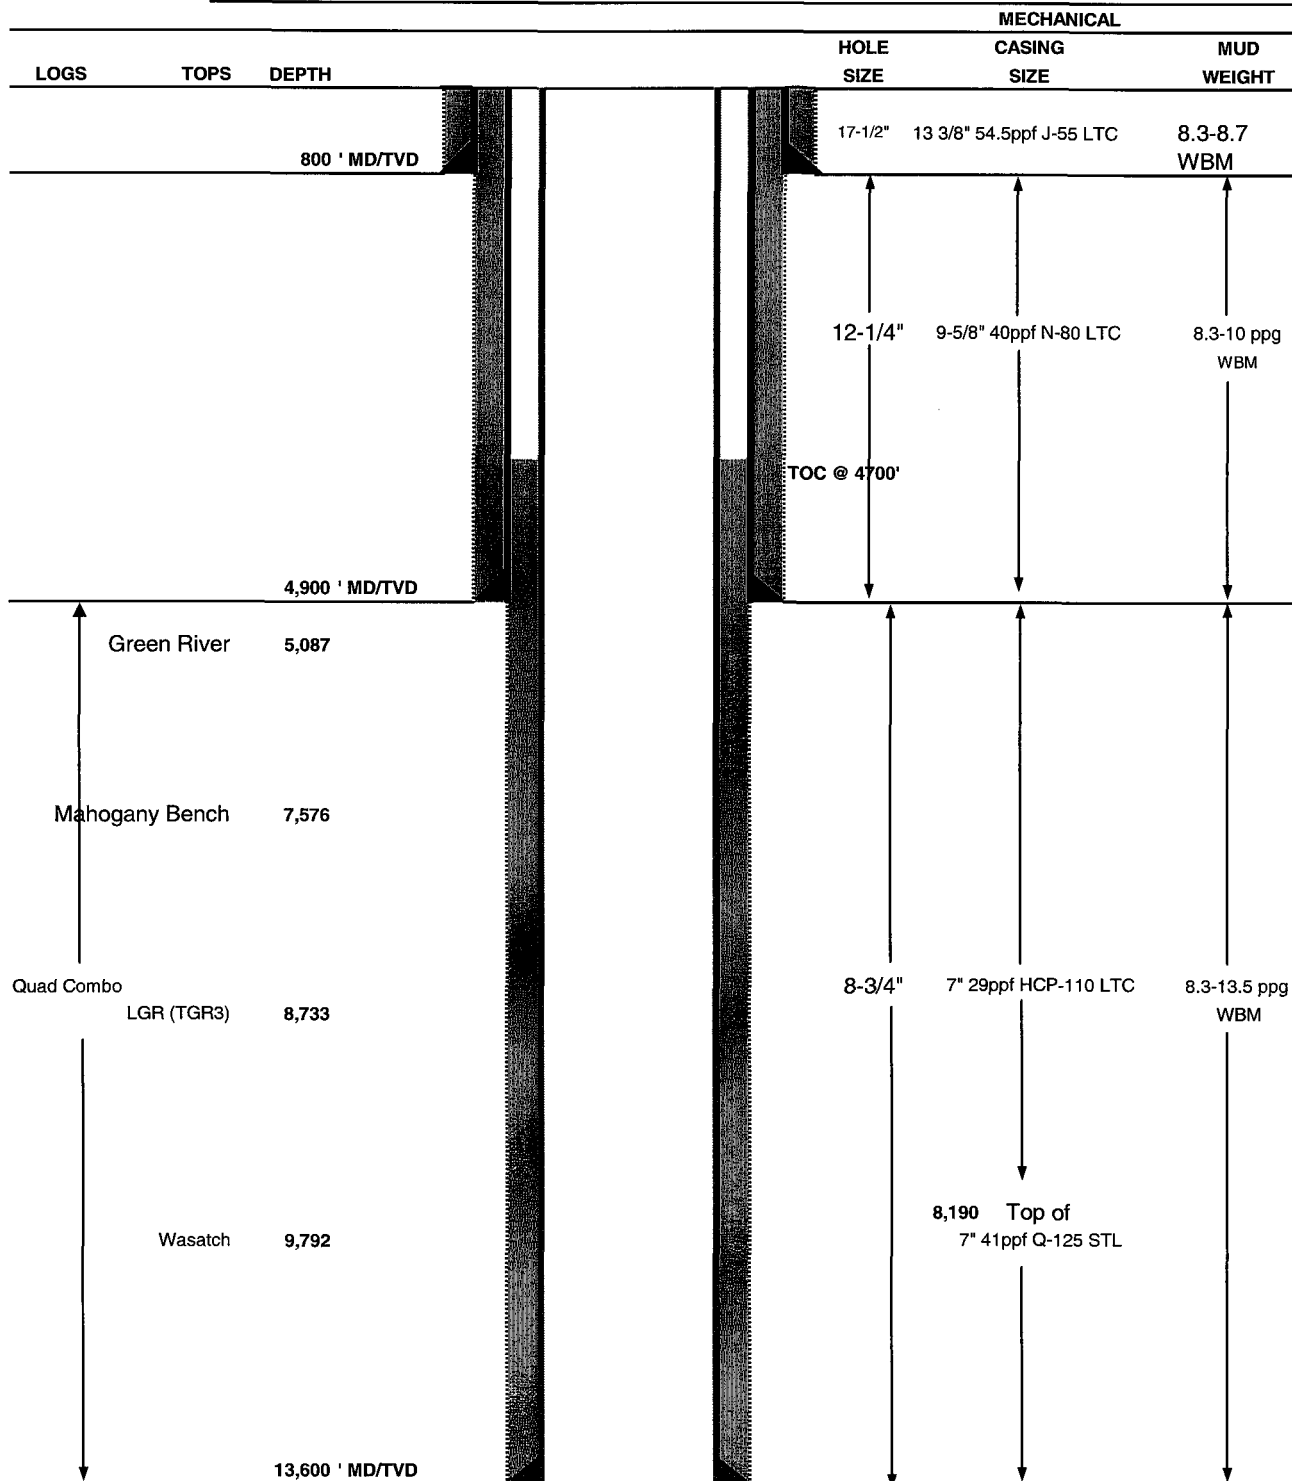 MECHANICAL
HOLE CASING MUD
LOGS TOPS DEPTH SIZE SIZE WEIGHT
17-1/2" 13 3/8" 54.5ppf J-55 LTC 8.3-8.7
800 ' MD/TVD WBM
12-1/4" 9-5/8" 40ppf N-80 LTC 8.3-10 ppg
WBM
TOC @ 4700'
4,900 ' MD/TVD
Green River 5,087
Mahogany Bench 7,576
Quad Combo 8-3/4" 7" 29ppf HCP-110 LTC 8.3-13.5 ppg
LGR (TGR3) 8,733 WBM
8,190 Top of
Wasatch 9,792 7" 41ppf Q-125 STL
13,600 ' MD/TVD